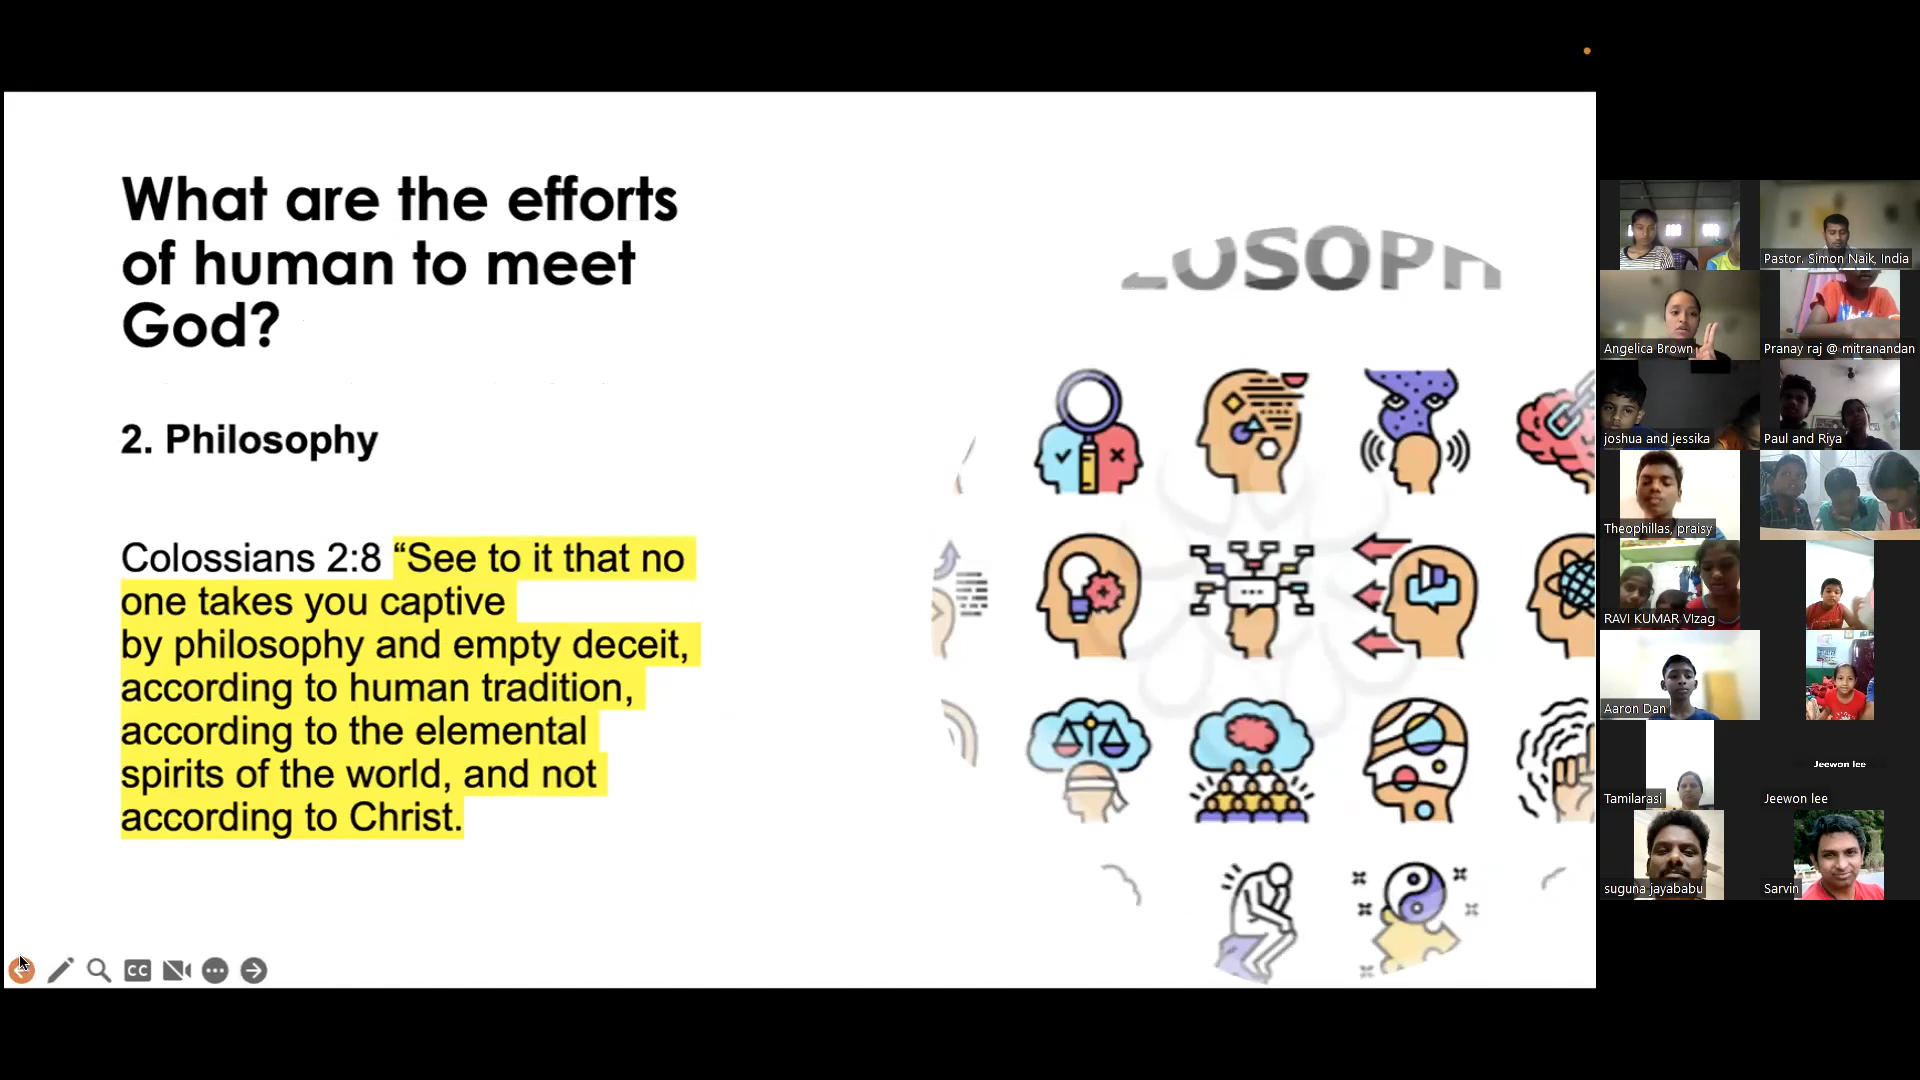 What are the efforts
of human to meet
God?
2. Philosophy
Colossians 2:8 “See to it that no
one takes you captive
by philosophy and empty deceit,
according to human tradition,
according to the elemental
spirits of the world, and not
according to Christ.
LOSOPH
CC
Pastor. Simon Naik, India
Angelica Brown
Pranay raj @ mitranandan
joshua and jessika
Paul and Riya
Theophillas, praisy
RAVI KUMAR VIzag
Aaron Dan
Tamilarasi
Jeewon lee
Jeewon lee
suguna jayababu
Sarvin